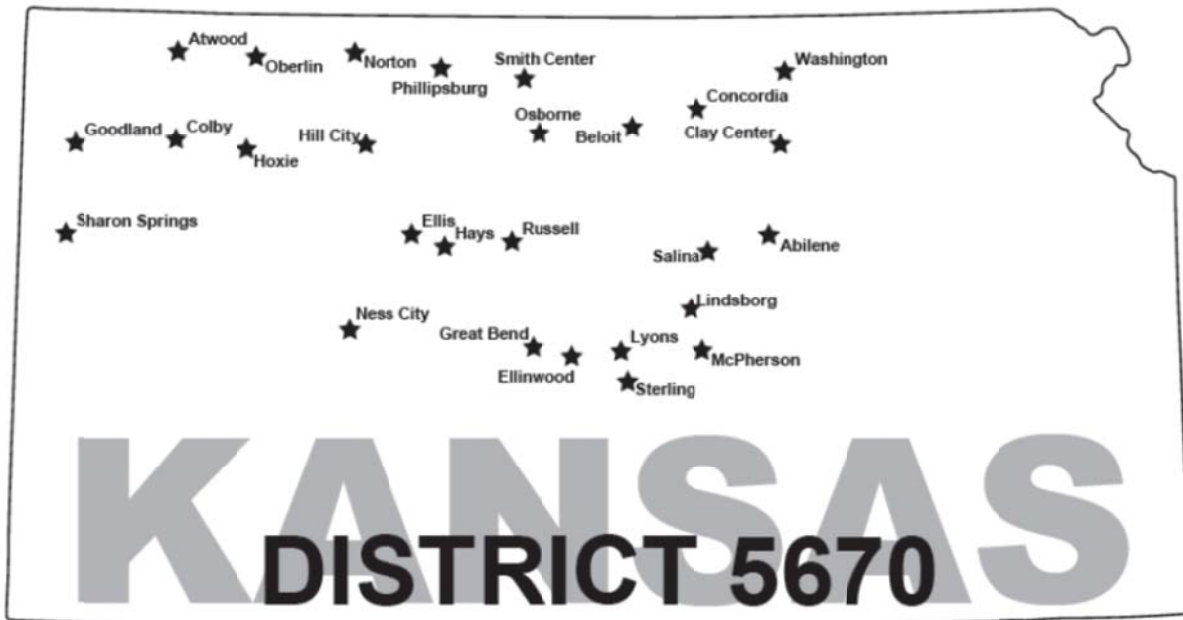 Atwood
Oberlin
Norton
Phillipsburg
Smith Center
Washington
Concordia
Goodland
Colby
Hoxie
Hill City
Osborne
Beloit
Clay Center
Sharon Springs
Ellis
Hays
Russell
Salina
Abilene
Lindsborg
Ness City
Great Bend
Ellinwood
Lyons
McPherson
Sterling
KANSAS
DISTRICT 5670